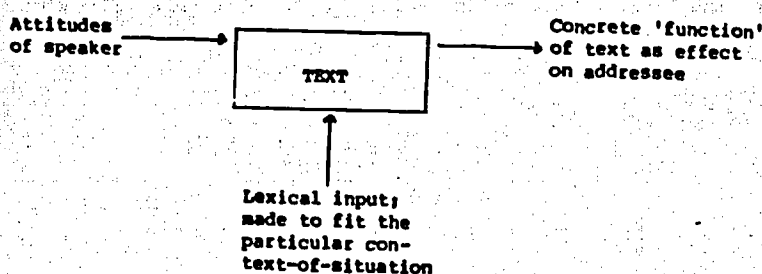 Attitudes
of speaker
TEXT
Concrete 'function'
of text as effect
on addressee
Lexical input;
made to fit the
particular con-
text-of-situation